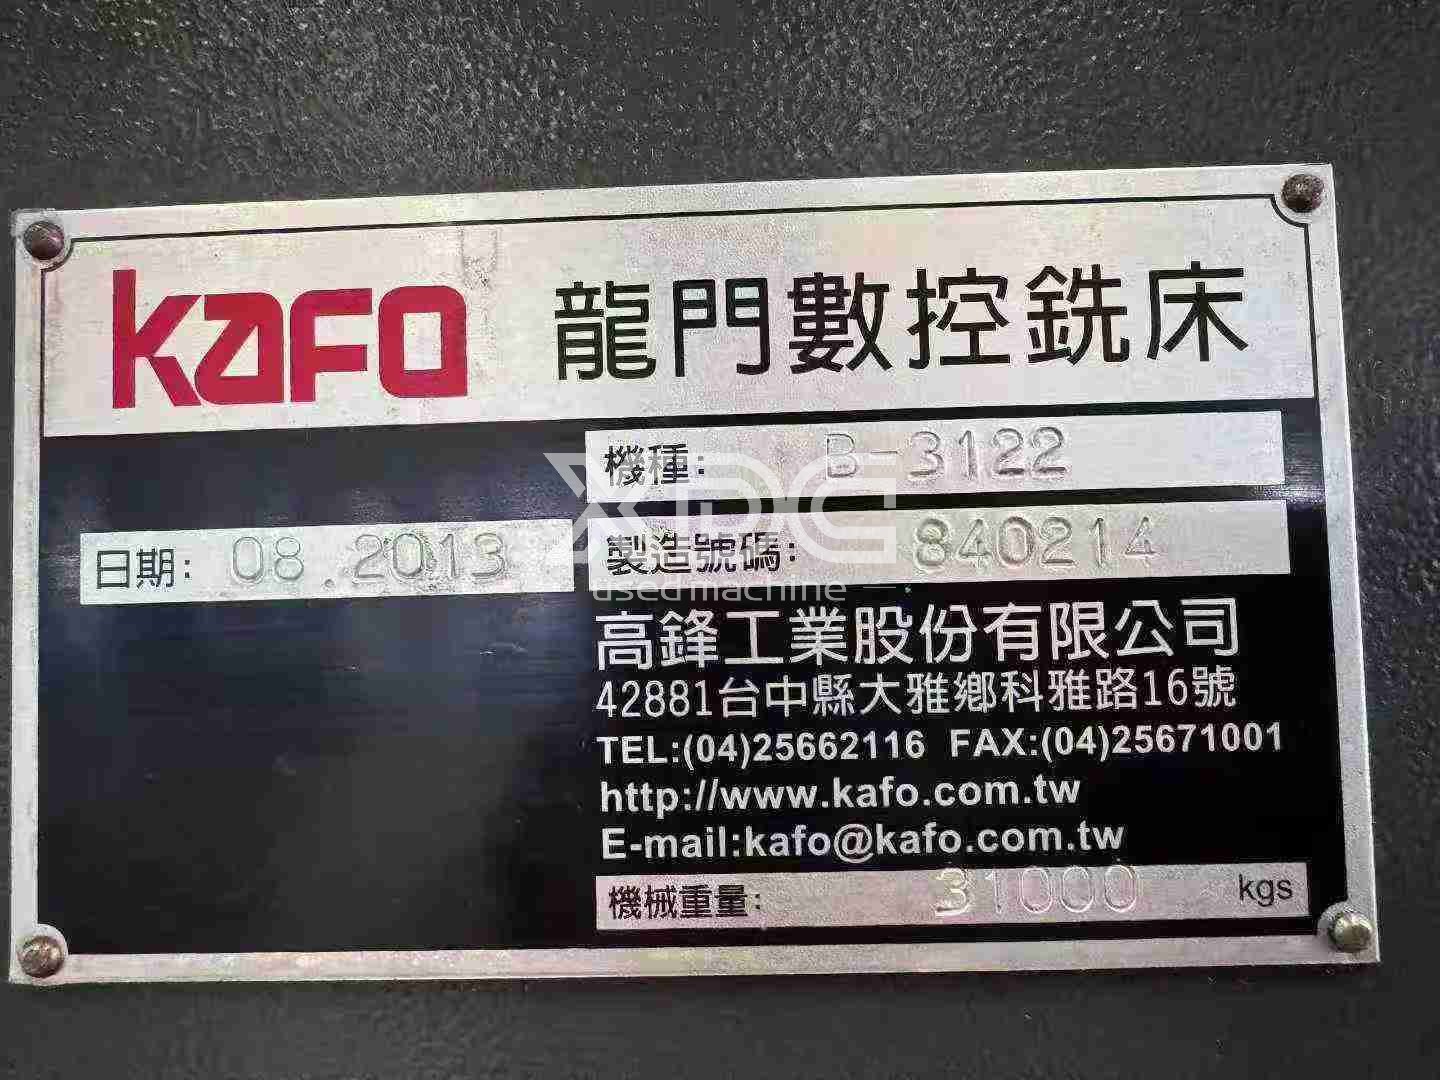 kaFO 龍門數控銑床
機種: B-3122
日期: 08.2013
製造號碼: 840214
XDG
used machine
高鋒工業股份有限公司
42881台中縣大雅鄉科雅路16號
TEL:(04)25662116 FAX:(04)25671001
http://www.kafo.com.tw
E-mail:kafo@kafo.com.tw
機械重量: 31000 kgs